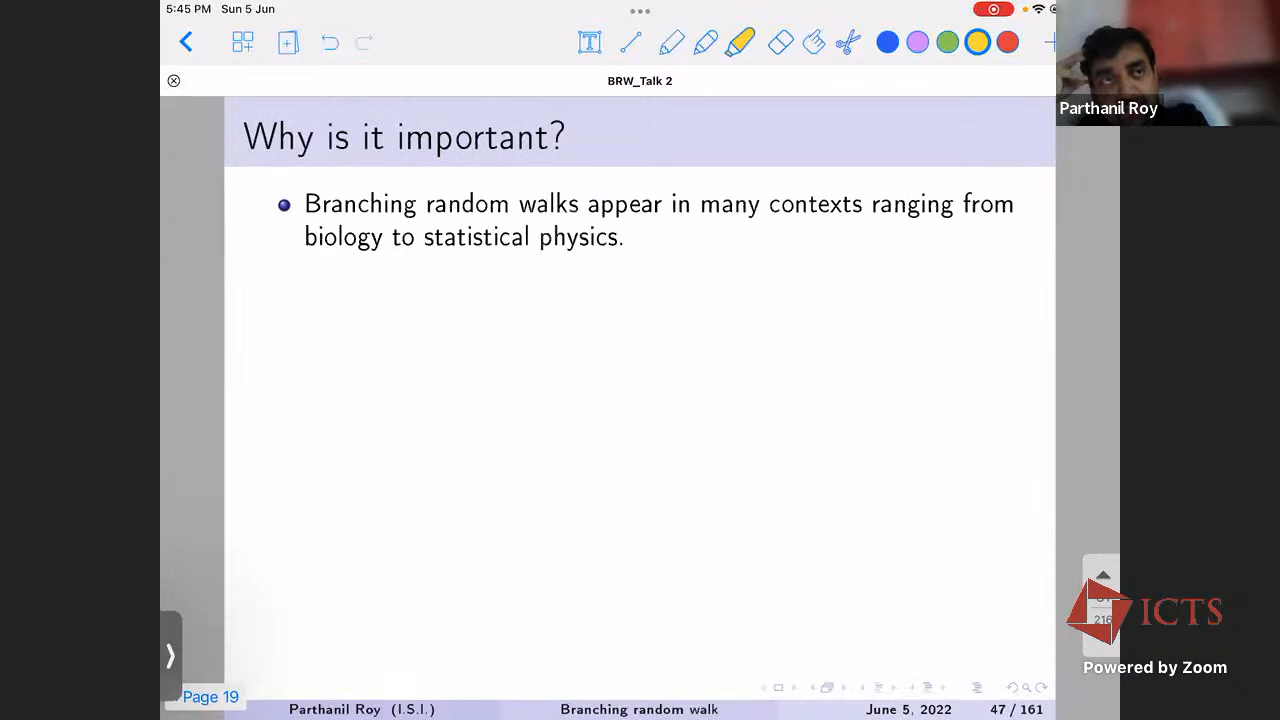 5:45 PM Sun 5 Jun
BRW_Talk 2
Why is it important?
Branching random walks appear in many contexts ranging from
biology to statistical physics.
Parthanil Roy
216
ICTS
Powered by Zoom
Page 19
Parthanil Roy (I.S.I.) Branching random walk June 5, 2022 47 / 161